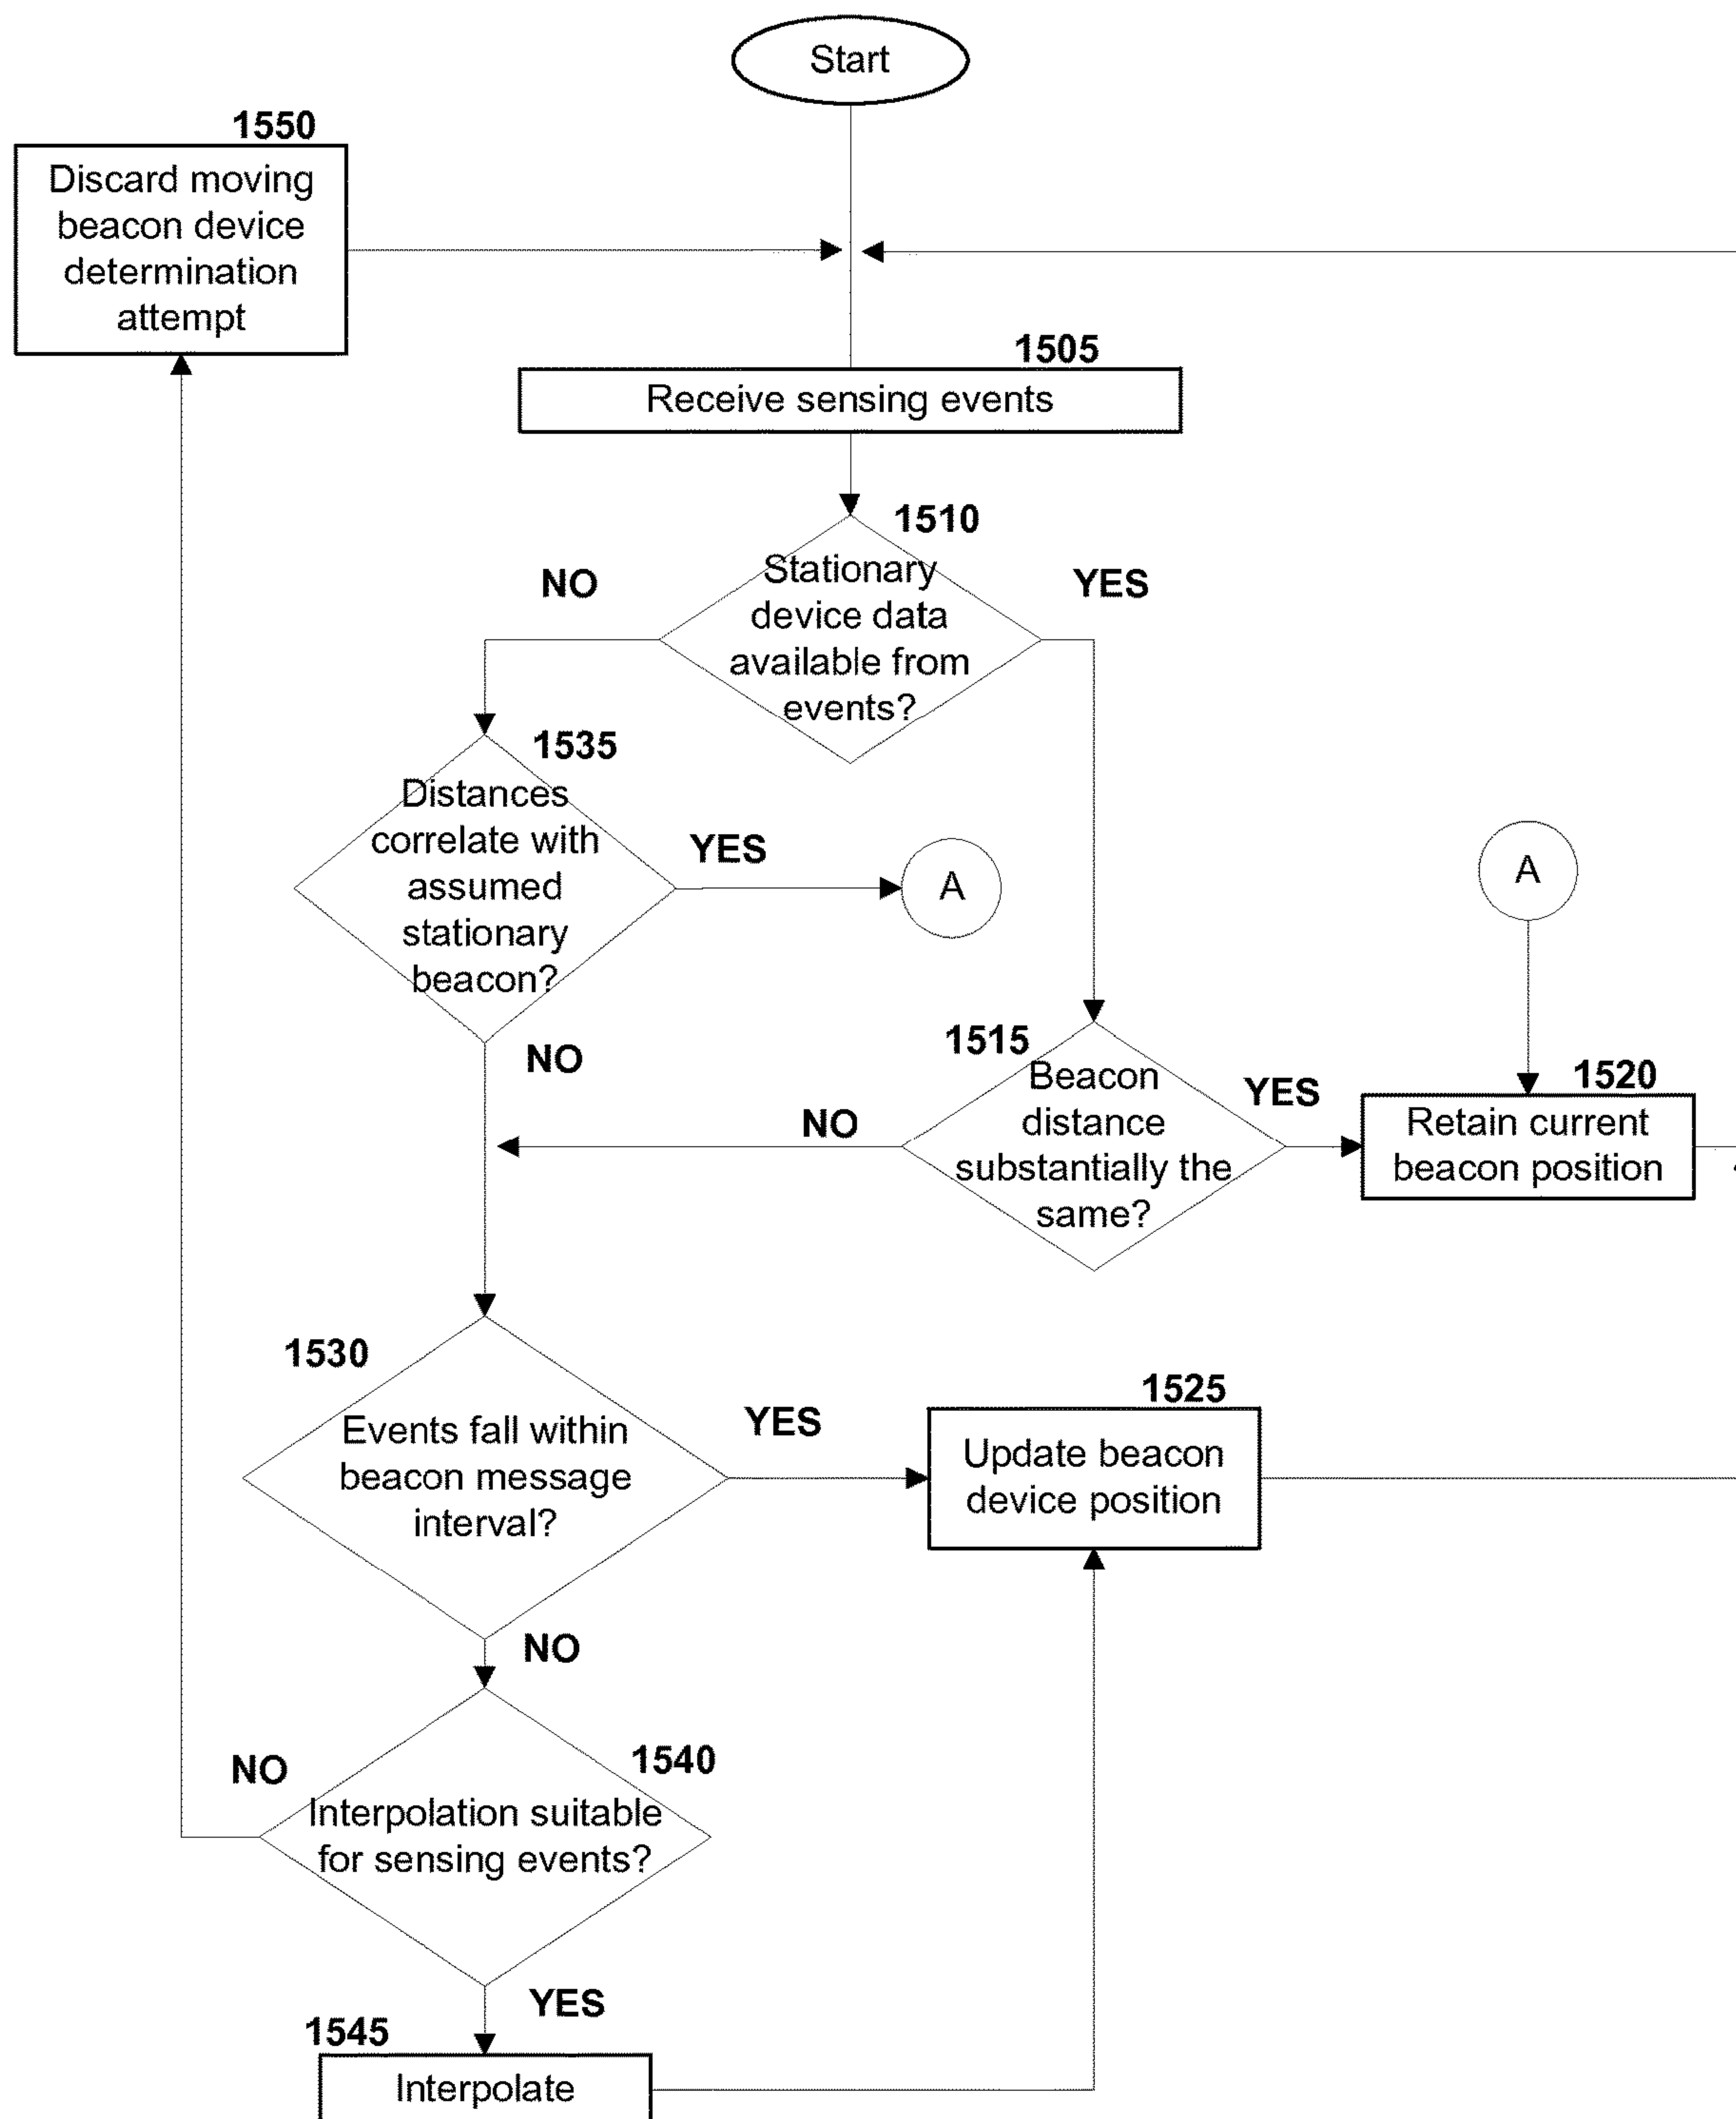 Start
1550
Discard moving
beacon device
determination
attempt
1505
Receive sensing events
1510
NO
Stationary
device data
available from
events?
YES
1535
Distances
correlate with
assumed
stationary
beacon?
YES
A
A
NO
1515
Beacon
distance
substantially the
same?
NO
YES
1520
Retain current
beacon position
1530
Events fall within
beacon message
interval?
YES
1525
Update beacon
device position
NO
NO
1540
Interpolation suitable
for sensing events?
YES
1545
Interpolate